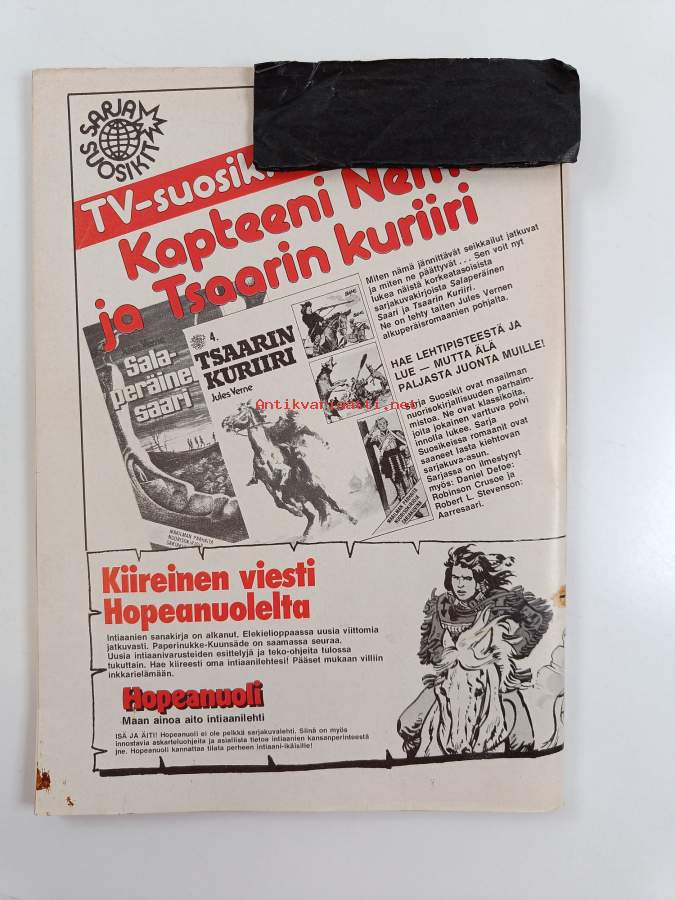 SARJA
SUOSIKIT
TV-suosik
Kapteeni Nemo
ja Tsaarin kuriiri
Miten nämä jännittävät seikkailut jatkuvat
ja miten ne päättyvät . . . Sen voit nyt
lukea näistä korkeatasoisista
sarjakuvakirjoista Salaperäinen
Saari ja Tsaarin Kuriiri.
Ne on tehty taiten Jules Vernen
alkuperäisromaanien pohjalta.
HAE LEHTIPISTEESTÄ JA
LUE — MUTTA ÄLÄ
PALJASTA JUONTA MUILLE!
Sarja Suosikit ovat maailman
nuorisokirjallisuuden parhaim-
mistoa. Ne ovat klassikoita,
joita jokainen varttuva polvi
innolla lukee. Sarja
Suosikeissa romaanit ovat
saaneet lasta kiehtovan
sarjakuva-asun.
Sarjassa on ilmestynyt
myös: Daniel Defoe:
Robinson Crusoe ja
Robert L. Stevenson:
Aarresaari.
Verne
Sala-
peräinen
saari
MAAILMAN PARHAITA
4.
TSAARIN
KURIIRI
Jules Verne
MAAILMAN PARHAITA
Antikvariaatti.net
Kiireinen viesti
Hopeanuolelta
Intiaanien sanakirja on alkanut. Elekielioppaassa uusia viittomia
jatkuvasti. Paperinukke-Kuunsäde on saamassa seuraa.
Uusia intiaanivarusteiden esittelyjä ja teko-ohjeita tulossa
tukuttain. Hae kiireesti oma intiaanilehtesi! Pääset mukaan villiin
inkkarielämään.
Hopeanuoli
Maan ainoa aito intiaanilehti
ISÄ JA ÄITI! Hopeanuoli ei ole pelkkä sarjakuvalehti. Siinä on myös
innostavia askarteluohjeita ja asiallista tietoa intiaanien kansanperinteestä
jne. Hopeanuoli kannattaa tilata perheen intiaani-ikäisille!